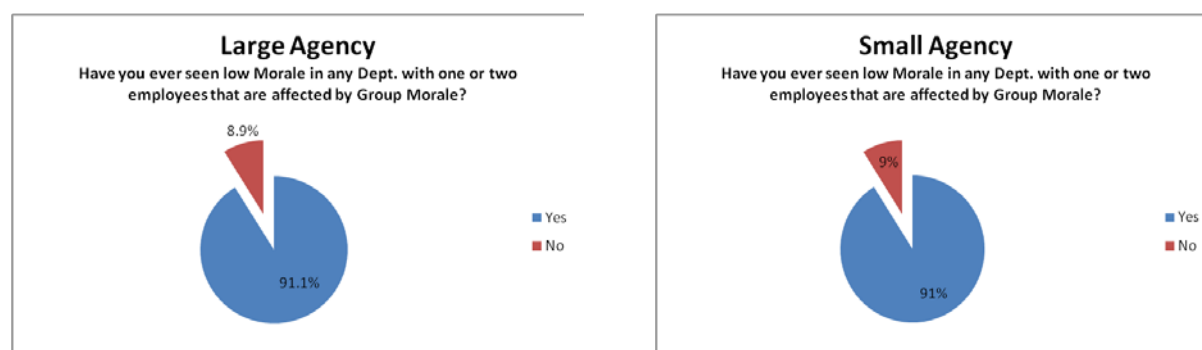 Large Agency
Have you ever seen low Morale in any Dept. with one or two
employees that are affected by Group Morale?
8.9%
91.1%
Yes
No
Small Agency
Have you ever seen low Morale in any Dept. with one or two
employees that are affected by Group Morale?
9%
91%
Yes
No